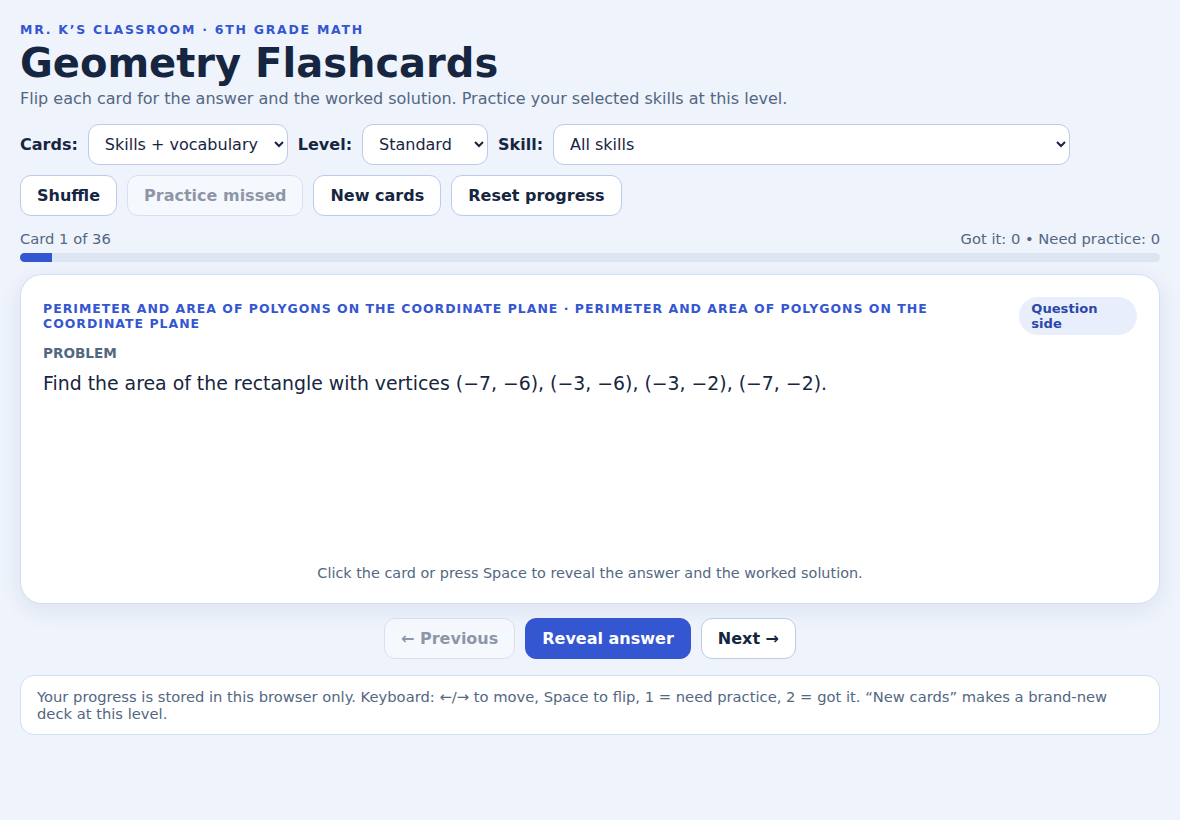 MR. K’S CLASSROOM · 6TH GRADE MATH
Geometry Flashcards
Flip each card for the answer and the worked solution. Practice your selected skills at this level.
Cards: Skills + vocabulary Level: Standard Skill: All skills
Shuffle Practice missed New cards Reset progress
Card 1 of 36 Got it: 0 • Need practice: 0
PERIMETER AND AREA OF POLYGONS ON THE COORDINATE PLANE · PERIMETER AND AREA OF POLYGONS ON THE
COORDINATE PLANE
Question
side
PROBLEM
Find the area of the rectangle with vertices (−7, −6), (−3, −6), (−3, −2), (−7, −2).
Click the card or press Space to reveal the answer and the worked solution.
← Previous Reveal answer Next →
Your progress is stored in this browser only. Keyboard: ←/→ to move, Space to flip, 1 = need practice, 2 = got it. “New cards” makes a brand-new
deck at this level.